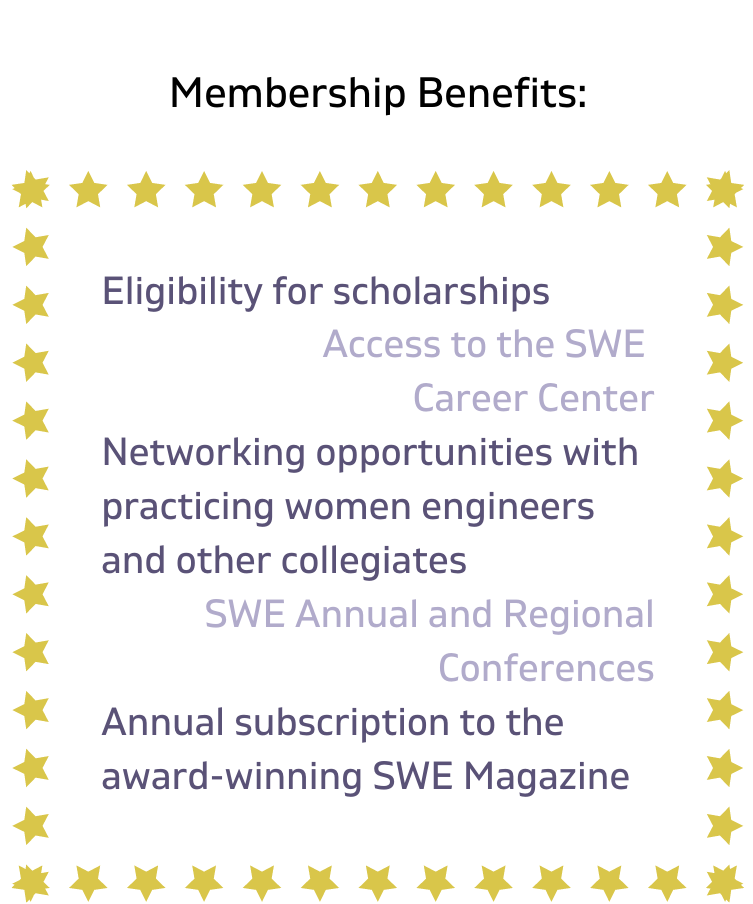 Membership Benefits:
Eligibility for scholarships
Access to the SWE
Career Center
Networking opportunities with
practicing women engineers
and other collegiates
SWE Annual and Regional
Conferences
Annual subscription to the
award-winning SWE Magazine